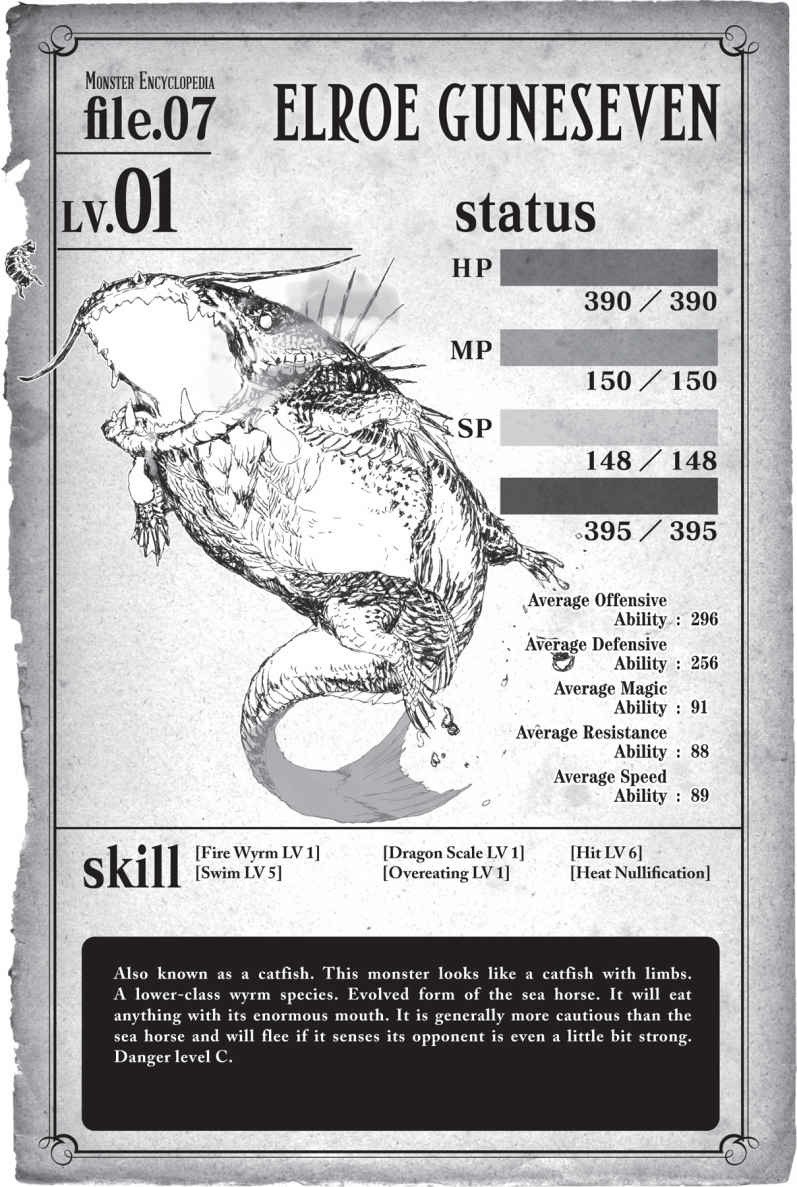 MONSTER ENCYCLOPEDIA
file.07
ELROE GUNESEVEN
LV.01
status
HP
390 / 390
MP
150 / 150
SP
148 / 148
395 / 395
Average Offensive
Ability : 296
Average Defensive
Ability : 256
Average Magic
Ability : 91
Average Resistance
Ability : 88
Average Speed
Ability : 89
skill
[Fire Wyrm LV 1] [Dragon Scale LV 1] [Hit LV 6]
[Swim LV 5] [Overeating LV 1] [Heat Nullification]
Also known as a catfish. This monster looks like a catfish with limbs.
A lower-class wyrm species. Evolved form of the sea horse. It will eat
anything with its enormous mouth. It is generally more cautious than the
sea horse and will flee if it senses its opponent is even a little bit strong.
Danger level C.